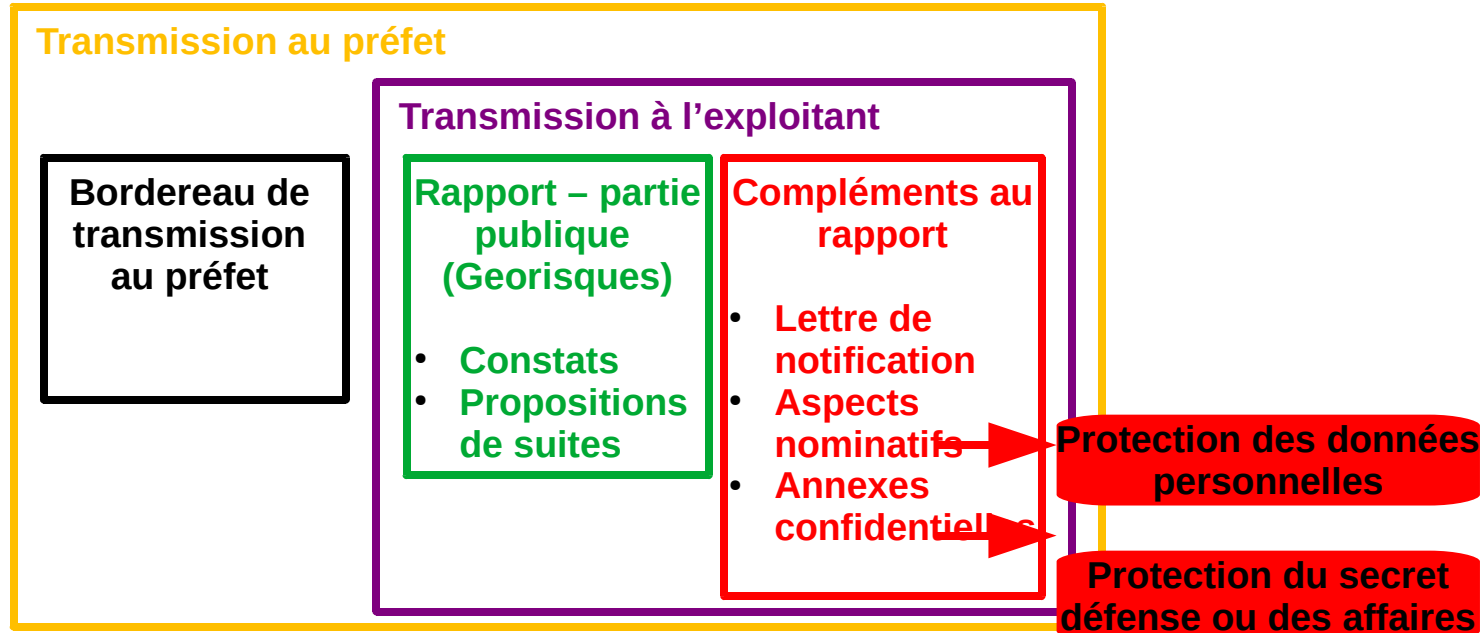 Transmission au préfet
Transmission à l’exploitant
Bordereau de
transmission
au préfet
Rapport – partie
publique
(Georisques)
• Constats
• Propositions
de suites
Compléments au
rapport
• Lettre de
notification
• Aspects
nominatifs
• Annexes
confidentielles
Protection des données
personnelles
Protection du secret
défense ou des affaires